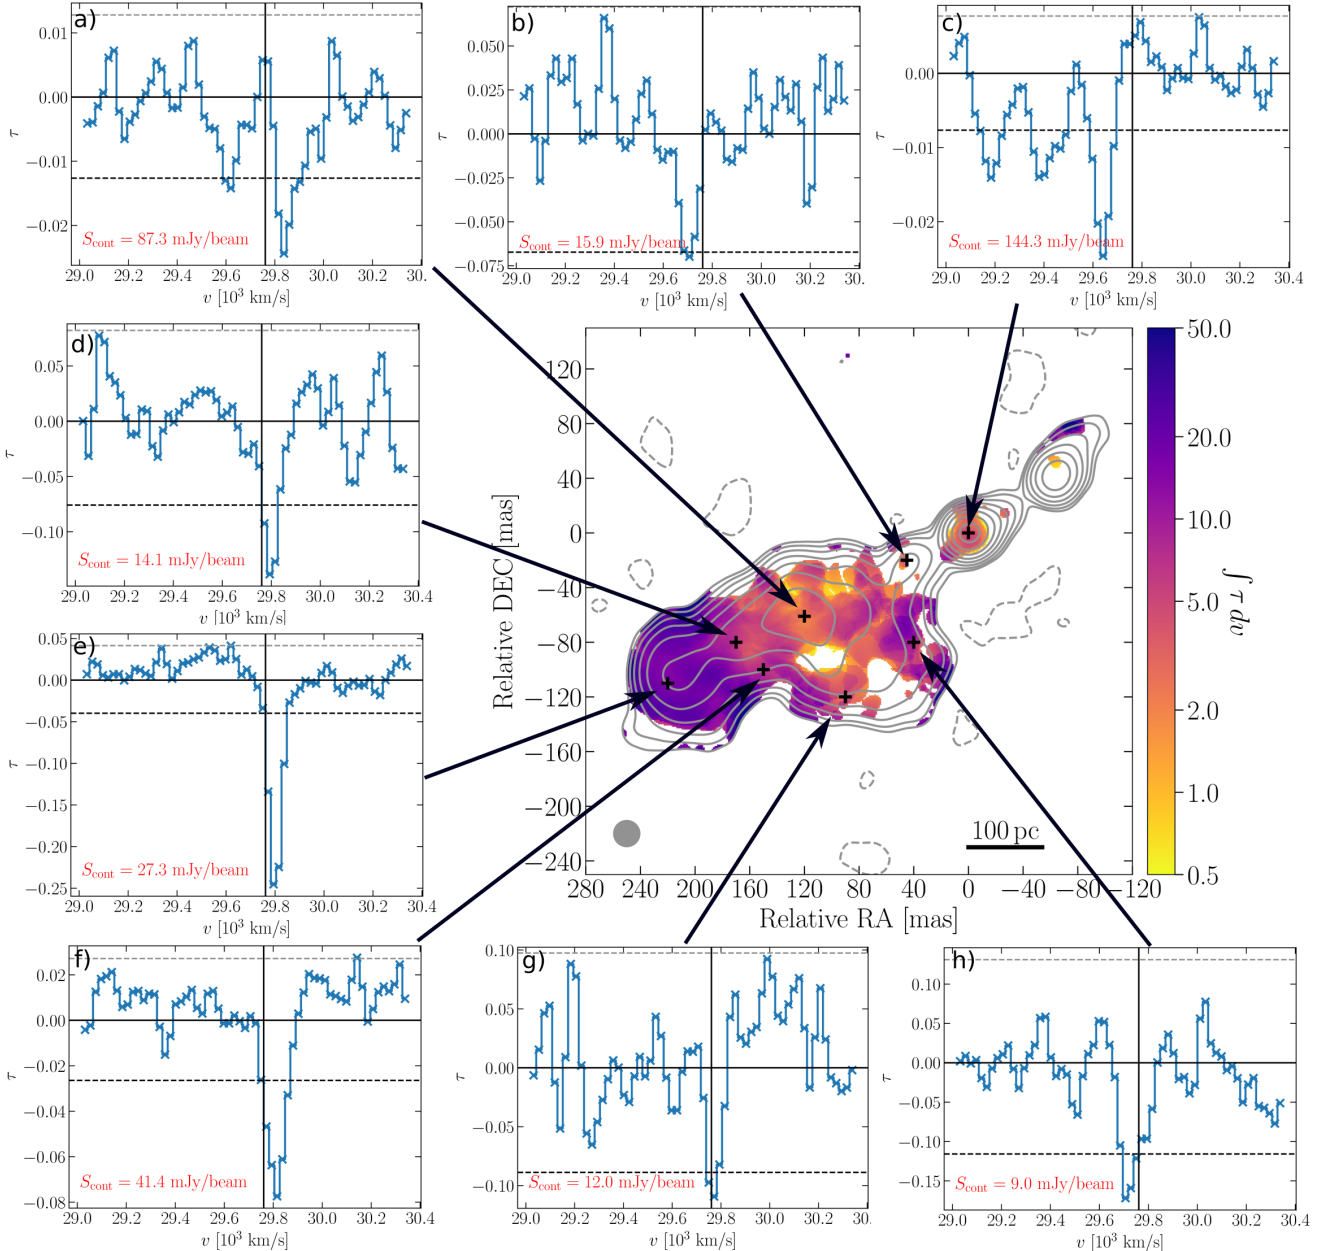 a)
0.01
0.00
−0.01
−0.02
τ
S_cont = 87.3 mJy/beam
29.0 29.2 29.4 29.6 29.8 30.0 30.2 30.
v [10³ km/s]
b)
0.050
0.025
0.000
−0.025
−0.050
−0.075
τ
S_cont = 15.9 mJy/beam
29.0 29.2 29.4 29.6 29.8 30.0 30.2 30.4
v [10³ km/s]
c)
0.00
−0.01
−0.02
τ
S_cont = 144.3 mJy/beam
29.0 29.2 29.4 29.6 29.8 30.0 30.2 30.4
v [10³ km/s]
d)
0.05
0.00
−0.05
−0.10
τ
S_cont = 14.1 mJy/beam
29.0 29.2 29.4 29.6 29.8 30.0 30.2 30.4
v [10³ km/s]
e)
0.05
0.00
−0.05
−0.10
−0.15
−0.20
−0.25
τ
S_cont = 27.3 mJy/beam
29.0 29.2 29.4 29.6 29.8 30.0 30.2 30.4
v [10³ km/s]
120
80
40
0
−40
−80
−120
−160
−200
−240
Relative DEC [mas]
100 pc
280 240 200 160 120 80 40 0 −40 −80 −120
Relative RA [mas]
50.0
20.0
10.0
5.0
2.0
1.0
0.5
∫ τ dv
f)
0.02
0.00
−0.02
−0.04
−0.06
−0.08
τ
S_cont = 41.4 mJy/beam
29.0 29.2 29.4 29.6 29.8 30.0 30.2 30.4
v [10³ km/s]
g)
0.10
0.05
0.00
−0.05
−0.10
τ
S_cont = 12.0 mJy/beam
29.0 29.2 29.4 29.6 29.8 30.0 30.2 30.
v [10³ km/s]
h)
0.10
0.05
0.00
−0.05
−0.10
−0.15
τ
S_cont = 9.0 mJy/beam
29.0 29.2 29.4 29.6 29.8 30.0 30.2 30.4
v [10³ km/s]